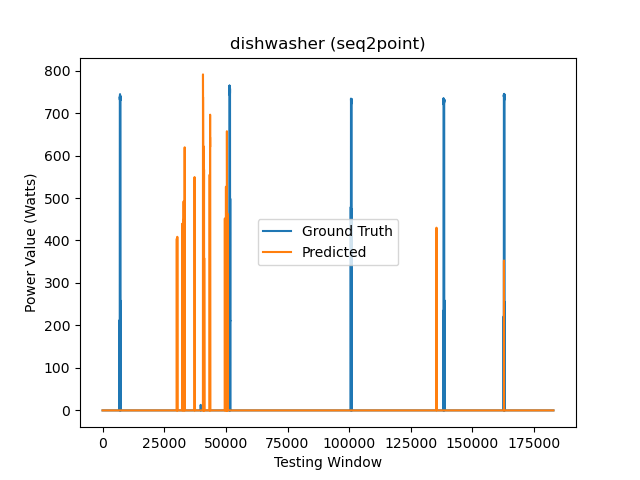 dishwasher (seq2point)
800
700
600
500
400
300
200
100
0
Power Value (Watts)
Ground Truth
Predicted
0 25000 50000 75000 100000 125000 150000 175000
Testing Window